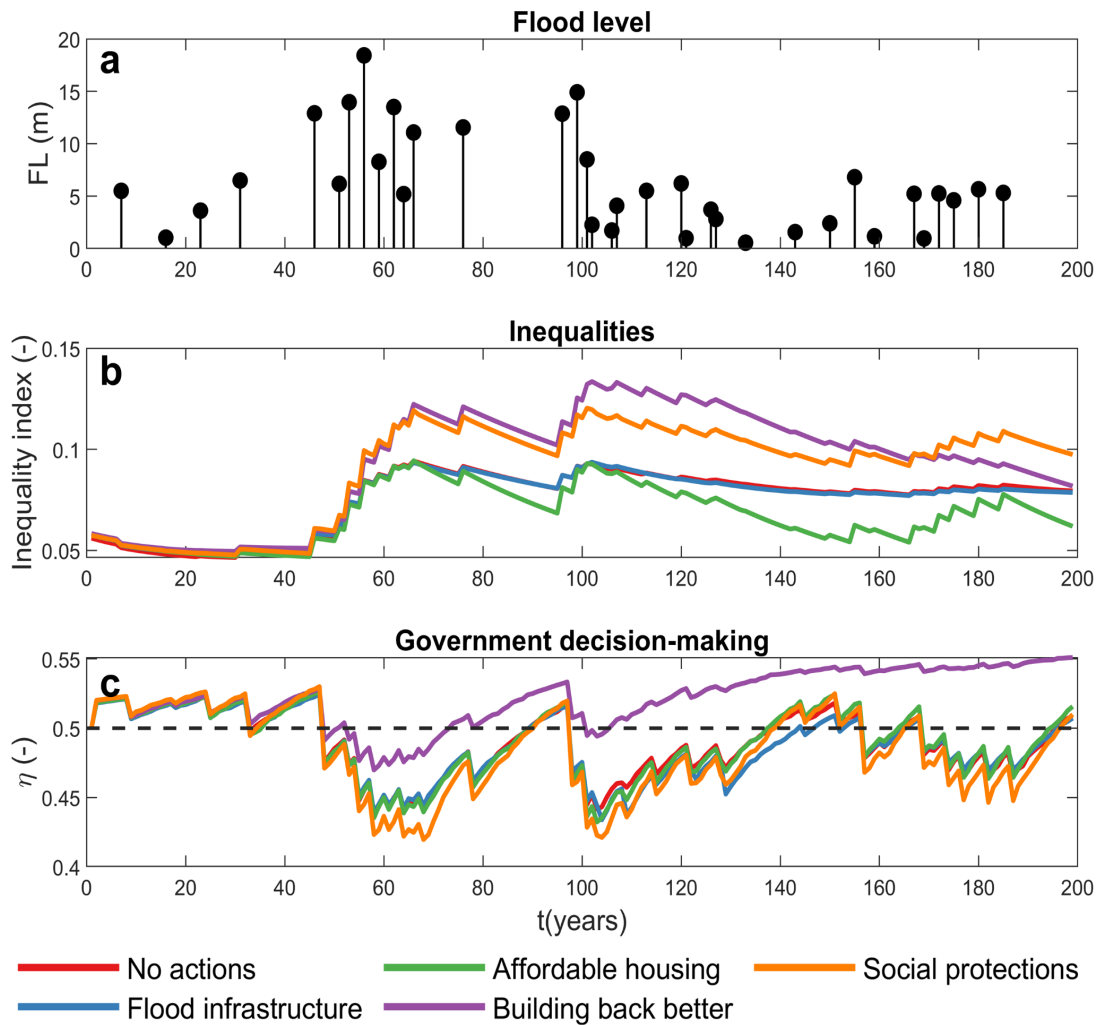 Flood level
a
FL (m)
20
15
10
5
0
0 20 40 60 80 100 120 140 160 180 200
Inequalities
b
Inequality index (-)
0.15
0.1
0.05
0 20 40 60 80 100 120 140 160 180 200
Government decision-making
c
η (-)
0.55
0.5
0.45
0.4
0 20 40 60 80 100 120 140 160 180 200
t(years)
No actions Affordable housing Social protections
Flood infrastructure Building back better